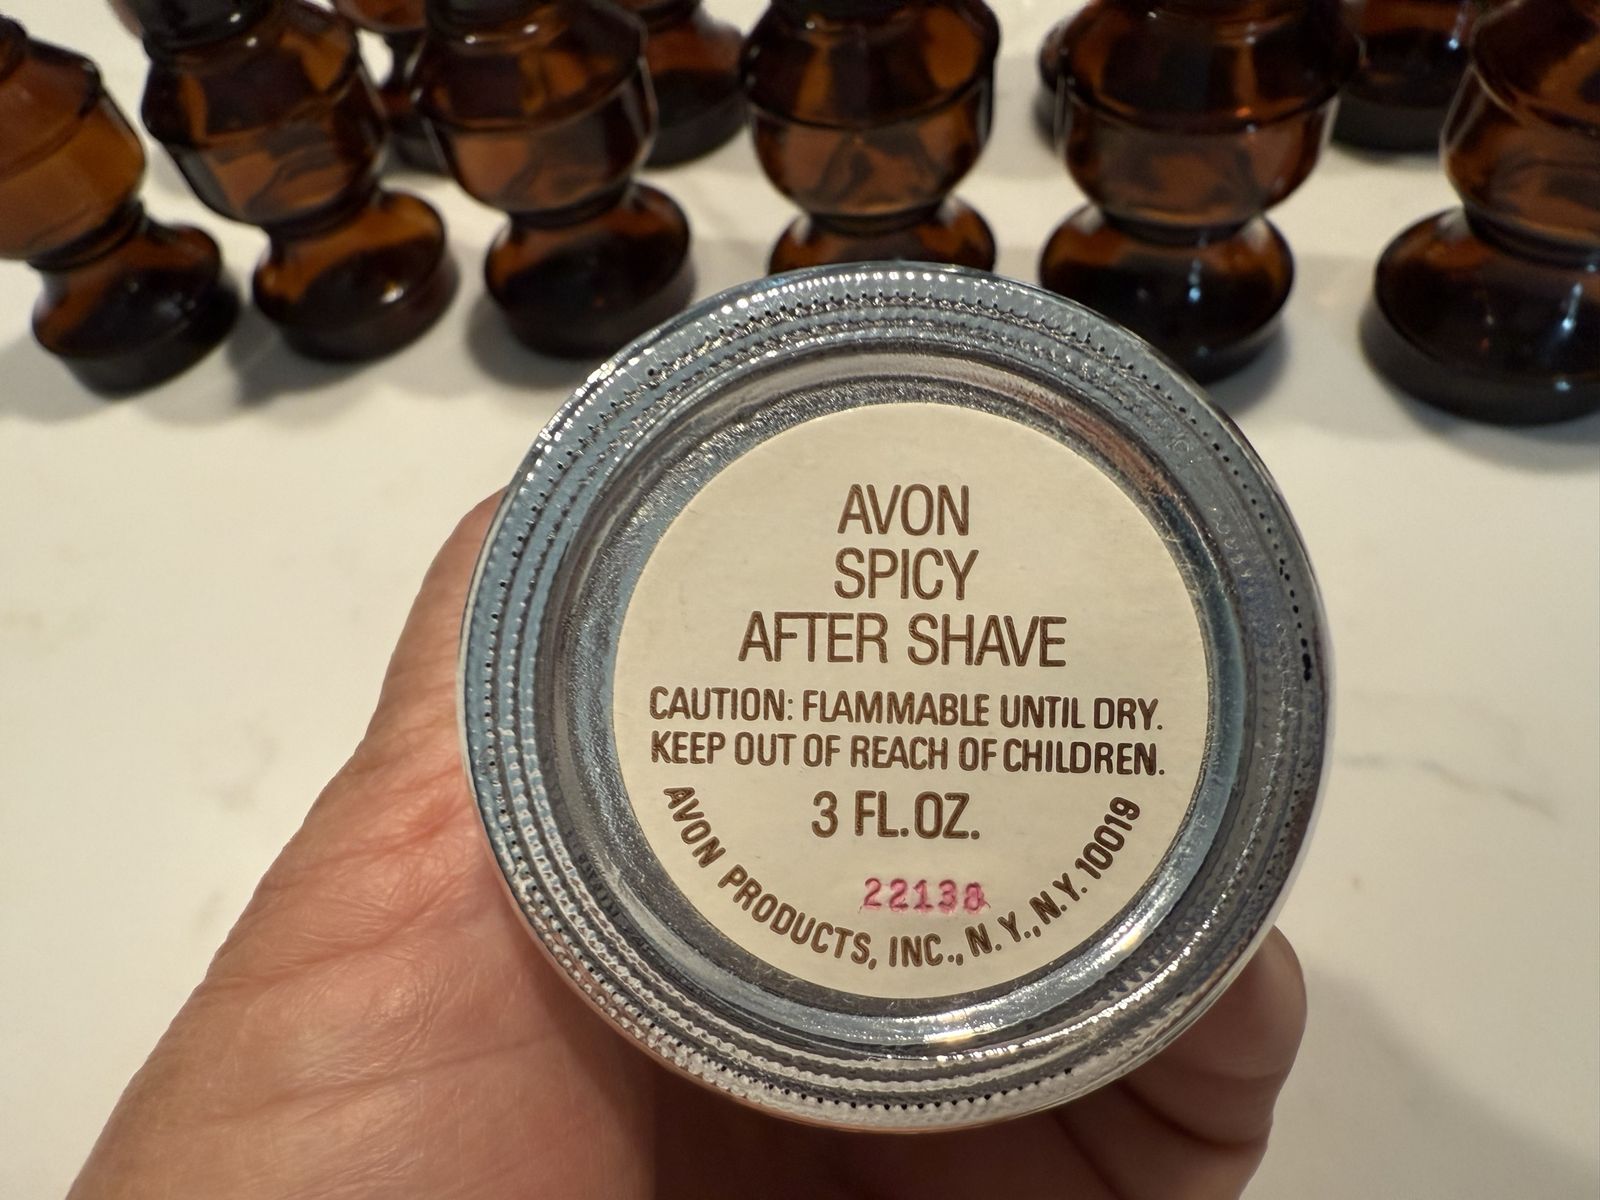 AVON
SPICY
AFTER SHAVE
CAUTION: FLAMMABLE UNTIL DRY.
KEEP OUT OF REACH OF CHILDREN.
3 FL.OZ.
22138
AVON PRODUCTS, INC., N.Y., N.Y. 10019